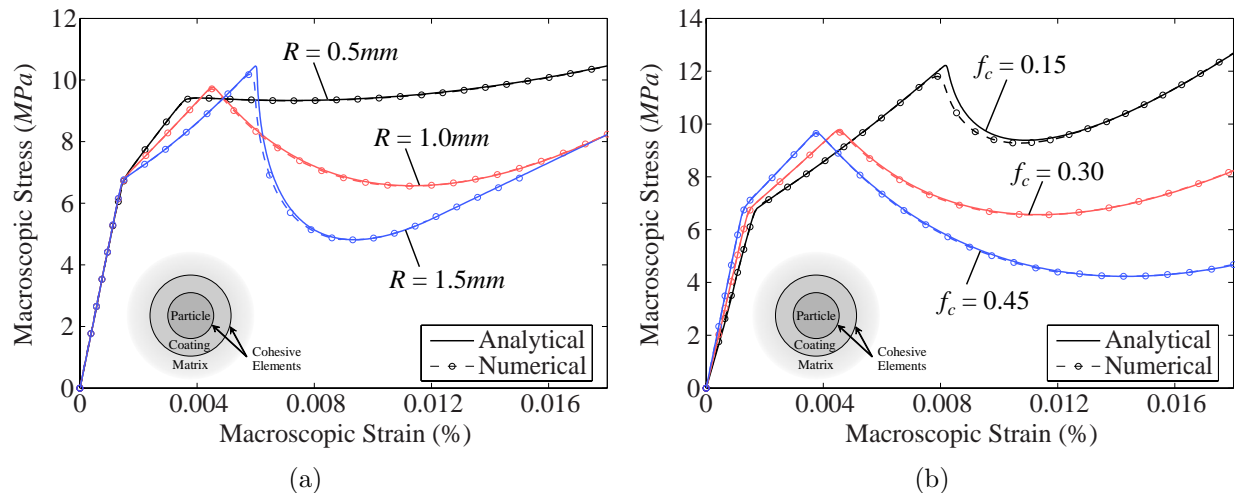 12
10
8
6
4
2
0
0
0.004
0.008
0.012
0.016
Macroscopic Stress (MPa)
Macroscopic Strain (%)
R = 0.5mm
R = 1.0mm
R = 1.5mm
Particle
Coating
Matrix
Cohesive
Elements
Analytical
Numerical
(a)
14
12
10
8
6
4
2
0
0
0.004
0.008
0.012
0.016
Macroscopic Stress (MPa)
Macroscopic Strain (%)
f_c = 0.15
f_c = 0.30
f_c = 0.45
Particle
Coating
Matrix
Cohesive
Elements
Analytical
Numerical
(b)